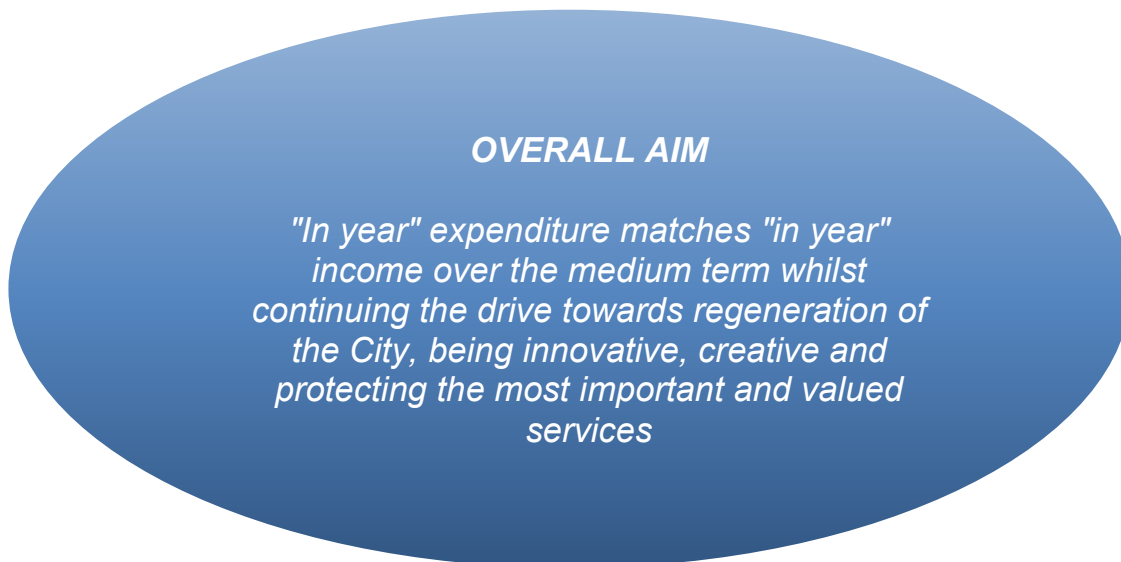 OVERALL AIM
"In year" expenditure matches "in year"
income over the medium term whilst
continuing the drive towards regeneration of
the City, being innovative, creative and
protecting the most important and valued
services